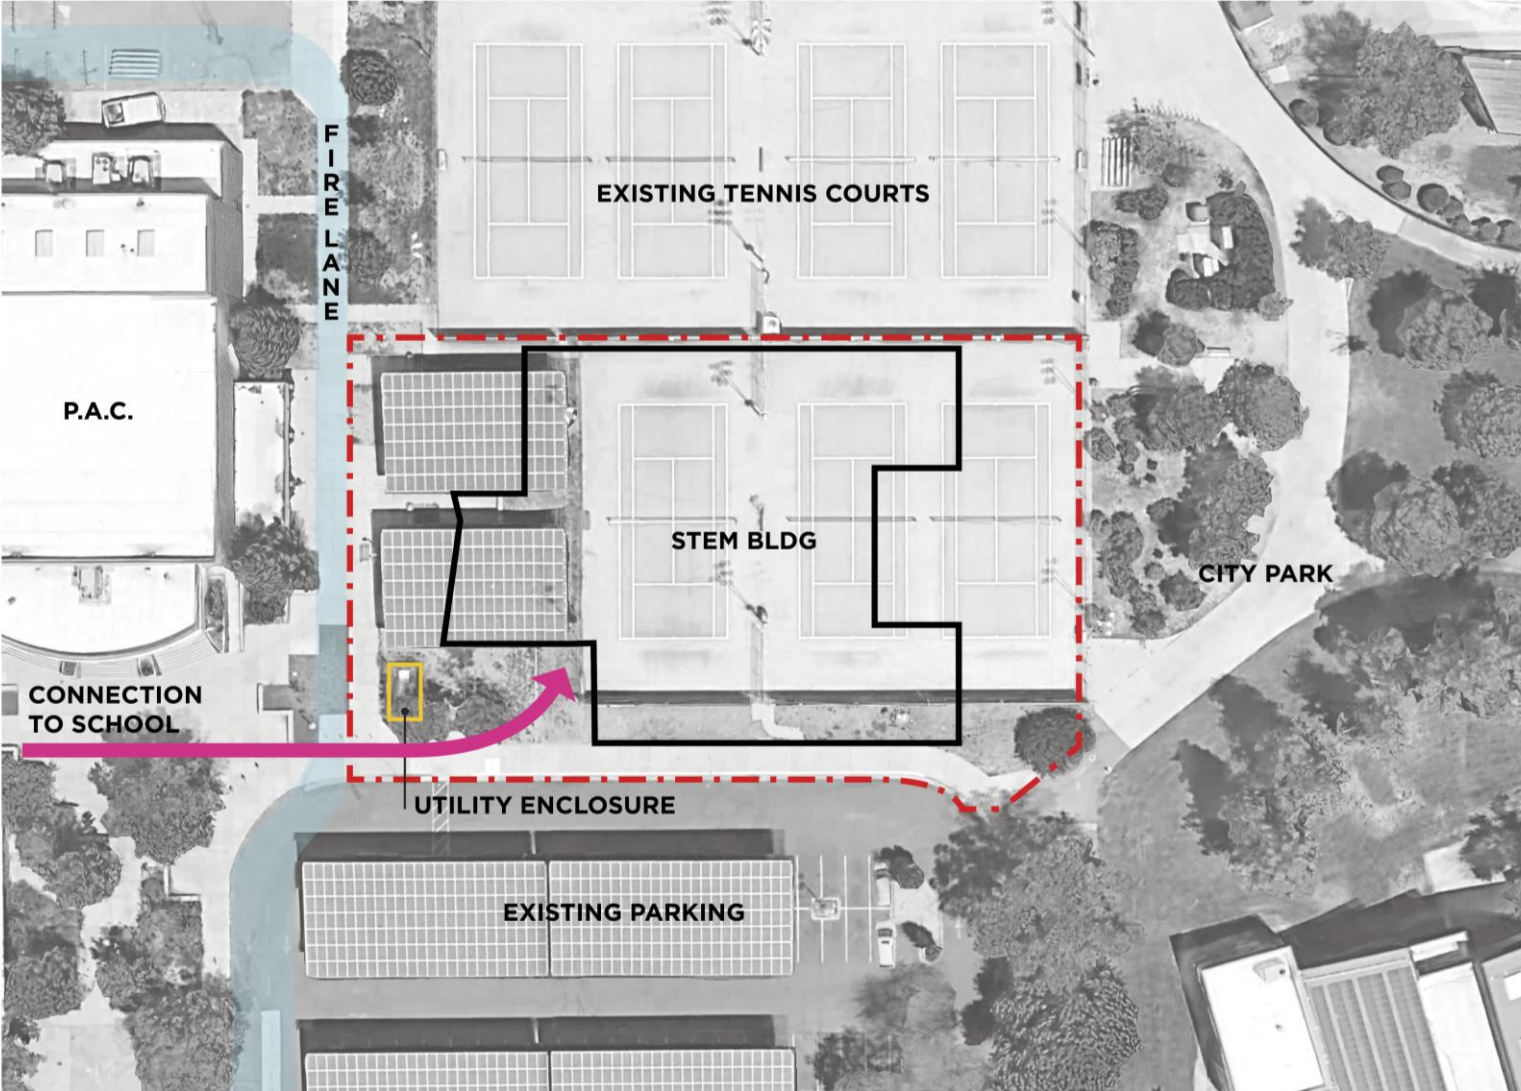 FIRE LANE
EXISTING TENNIS COURTS
P.A.C.
STEM BLDG
CITY PARK
CONNECTION
TO SCHOOL
UTILITY ENCLOSURE
EXISTING PARKING